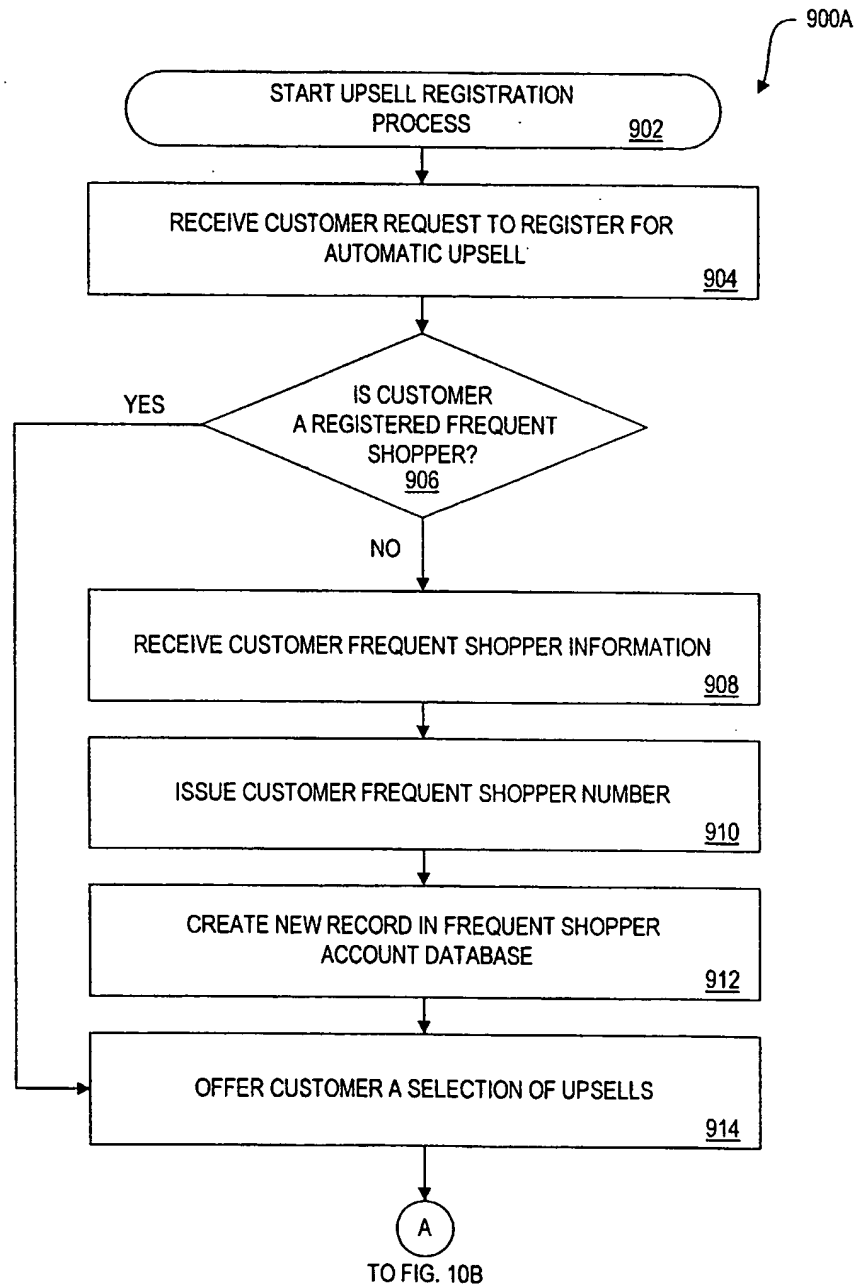 900A
START UPSELL REGISTRATION
PROCESS
902
RECEIVE CUSTOMER REQUEST TO REGISTER FOR
AUTOMATIC UPSELL
904
YES
IS CUSTOMER
A REGISTERED FREQUENT
SHOPPER?
906
NO
RECEIVE CUSTOMER FREQUENT SHOPPER INFORMATION
908
ISSUE CUSTOMER FREQUENT SHOPPER NUMBER
910
CREATE NEW RECORD IN FREQUENT SHOPPER
ACCOUNT DATABASE
912
OFFER CUSTOMER A SELECTION OF UPSELLS
914
A
TO FIG. 10B